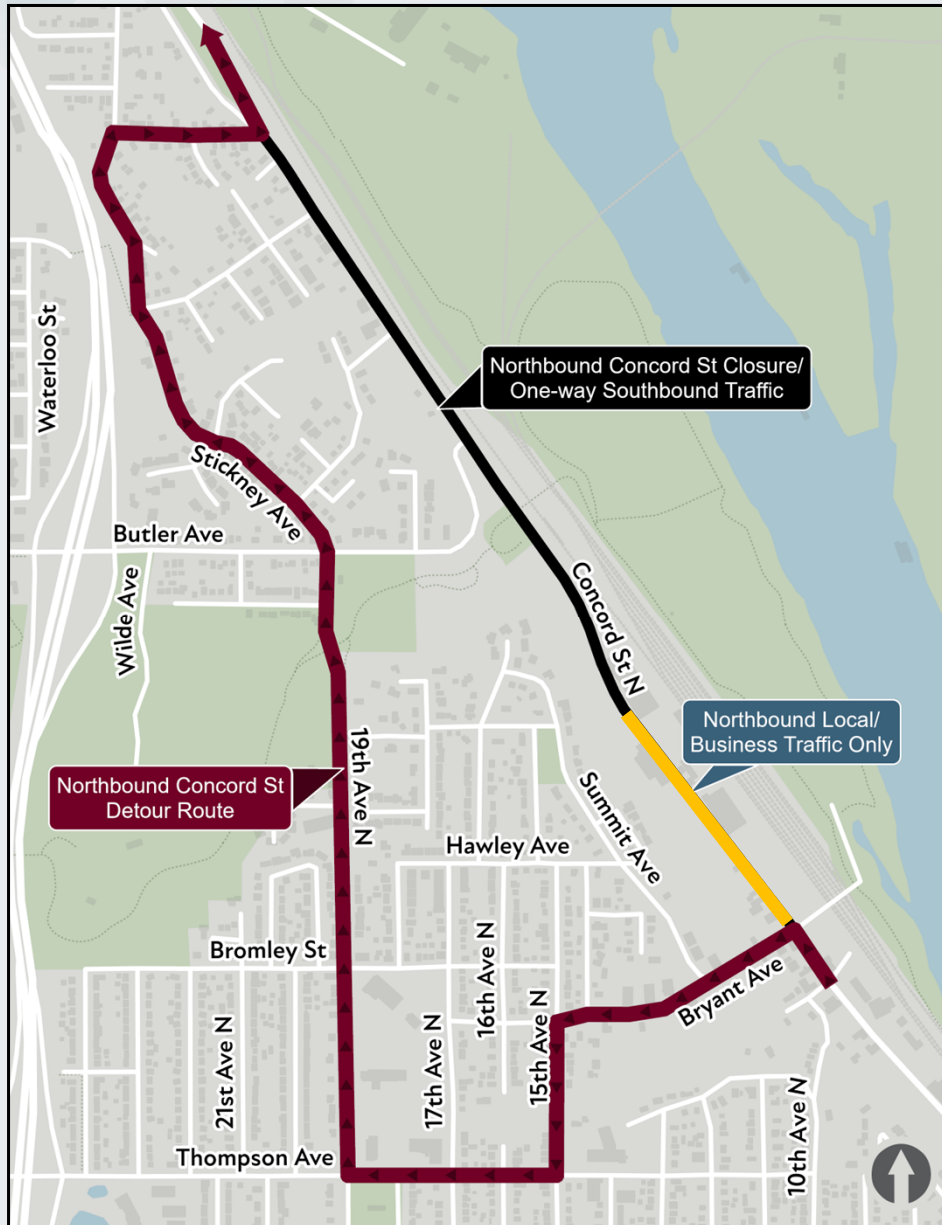 Waterloo St
Northbound Concord St Closure/
One-way Southbound Traffic
Stickney Ave
Butler Ave
Wilde Ave
Concord St N
Northbound Local/
Business Traffic Only
Northbound Concord St
Detour Route
19th Ave N
Summit Ave
Hawley Ave
Bromley St
21st Ave N
17th Ave N
16th Ave N
15th Ave N
Bryant Ave
10th Ave N
Thompson Ave